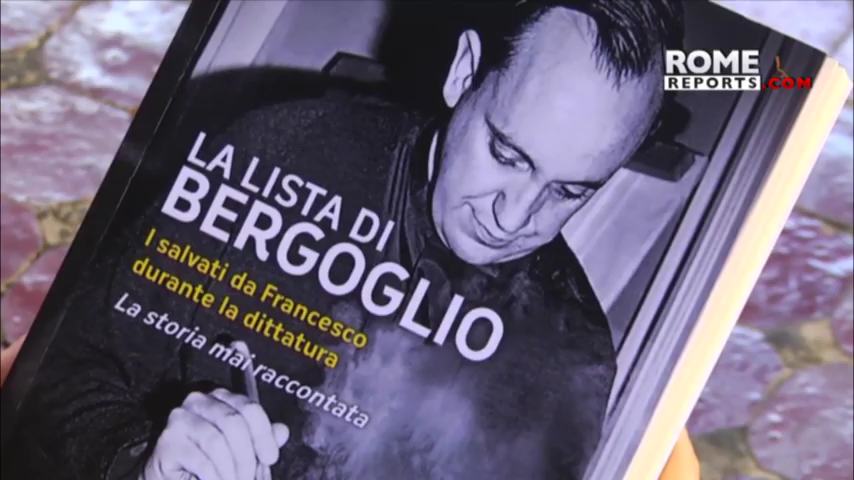 ROME
REPORTS.COM
LA LISTA DI
BERGOGLIO
I salvati da Francesco
durante la dittatura
La storia mai raccontata